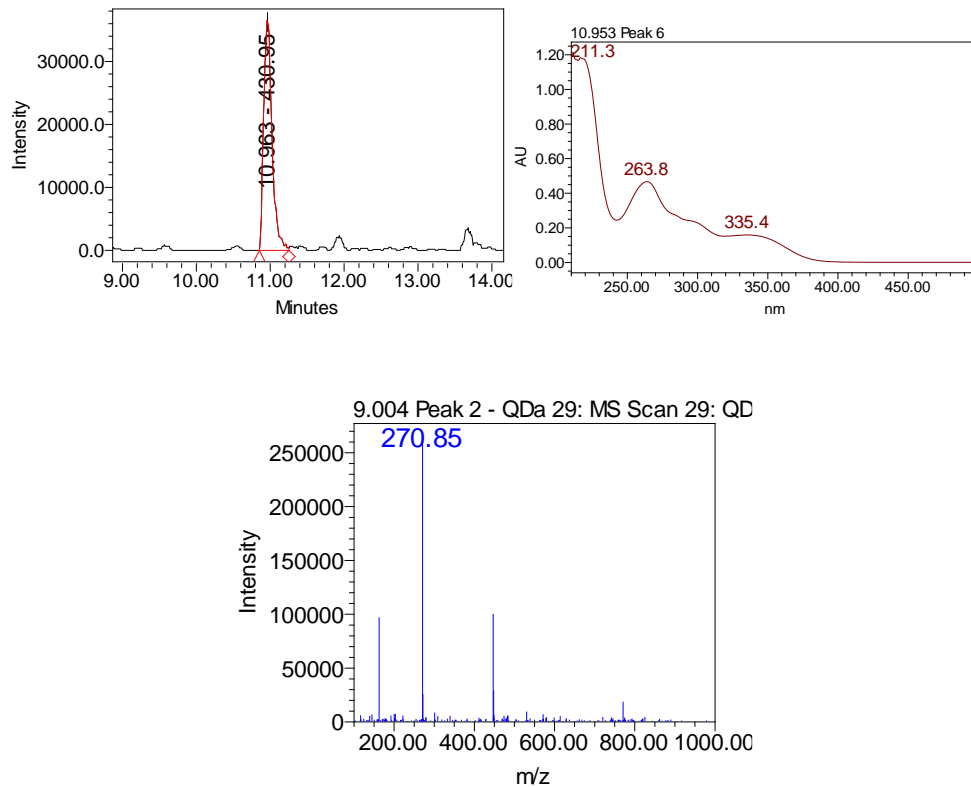 10.963 - 430.95
Intensity
30000.0
20000.0
10000.0
0.0
9.00 10.00 11.00 12.00 13.00 14.00
Minutes
10.953 Peak 6
211.3
263.8
335.4
AU
1.20
1.00
0.80
0.60
0.40
0.20
0.00
250.00 300.00 350.00 400.00 450.00
nm
9.004 Peak 2 - QDa 29: MS Scan 29: QD
270.85
Intensity
250000
200000
150000
100000
50000
0
200.00 400.00 600.00 800.00 1000.00
m/z